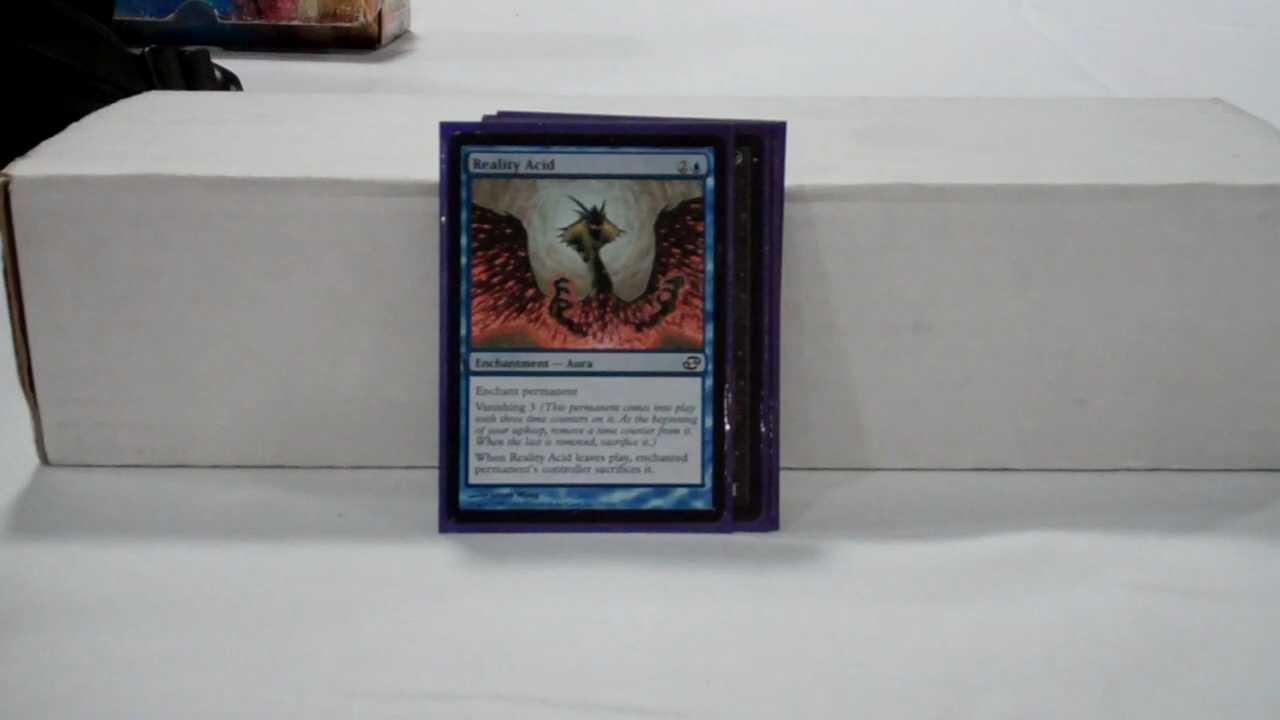 Reality Acid 2
Enchantment — Aura
Enchant permanent
Vanishing 3 (This permanent comes into play
with three time counters on it. At the beginning
of your upkeep, remove a time counter from it.
When the last is removed, sacrifice it.)
When Reality Acid leaves play, enchanted
permanent's controller sacrifices it.